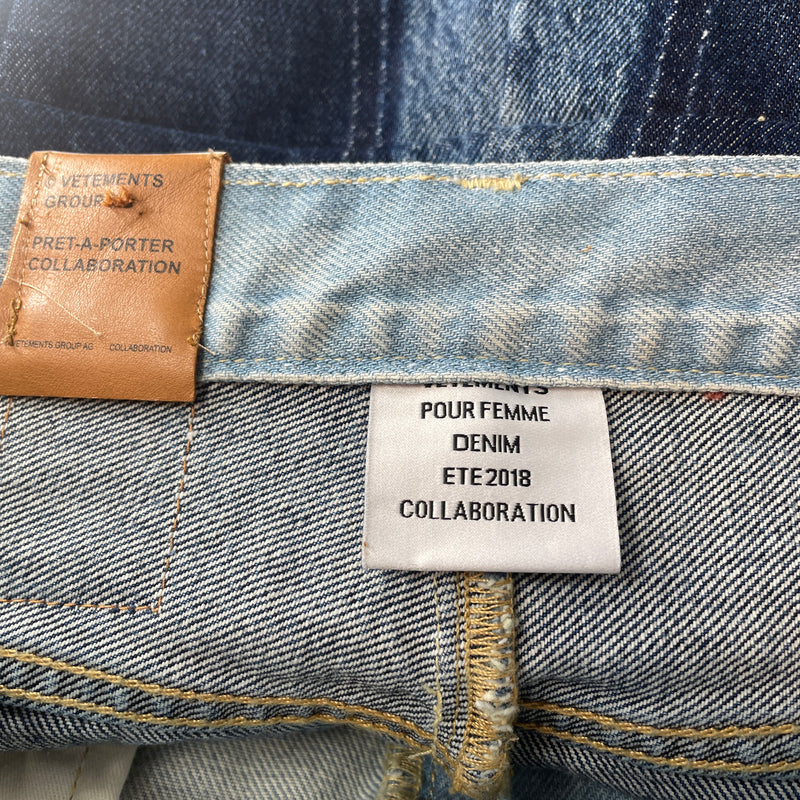 © VETEMENTS
GROUP
PRET-A-PORTER
COLLABORATION
VETEMENTS GROUP AG COLLABORATION
VETEMENTS
POUR FEMME
DENIM
ETE 2018
COLLABORATION